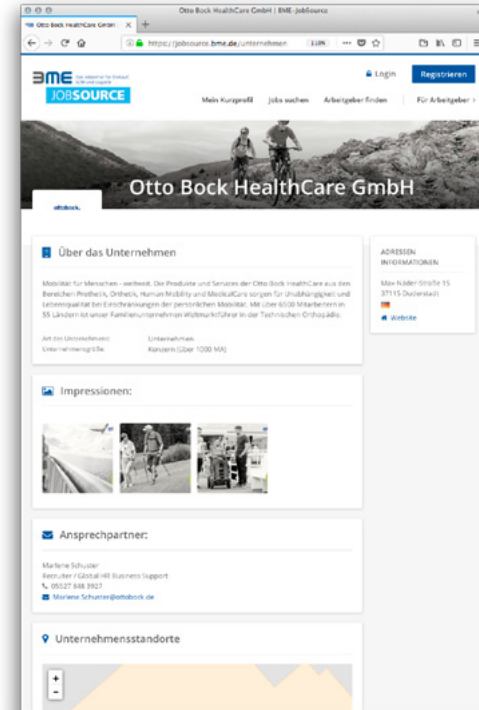 Otto Bock HealthCare GmbH | BME-JobSource
Otto Bock HealthCare GmbH
https://jobsource.bme.de/unternehmen
110%
BME
JOBSOURCE
Login
Registrieren
Mein Kurzprofil
Jobs suchen
Arbeitgeber finden
Für Arbeitgeber
Otto Bock HealthCare GmbH
ottobock.
Über das Unternehmen
Mobilität für Menschen - weltweit. Die Produkte und Services der Otto Bock HealthCare aus den
Bereichen Prothetik, Orthetik, Human Mobility und MedicalCare sorgen für Unabhängigkeit und
Lebensqualität bei Einschränkungen der persönlichen Mobilität. Mit über 6500 Mitarbeitern in
55 Ländern ist unser Familienunternehmen Weltmarktführer in der Technischen Orthopädie.
Art des Unternehmens: Unternehmen
Unternehmensgröße: Konzern (über 1000 MA)
ADRESSEN
INFORMATIONEN
Max-Näder-Straße 15
37115 Duderstadt
Website
Impressionen:
Ansprechpartner:
Marlene Schuster
Recruiter / Global HR Business Support
05527 848 3927
Marlene.Schuster@ottobock.de
Unternehmensstandorte
+
-